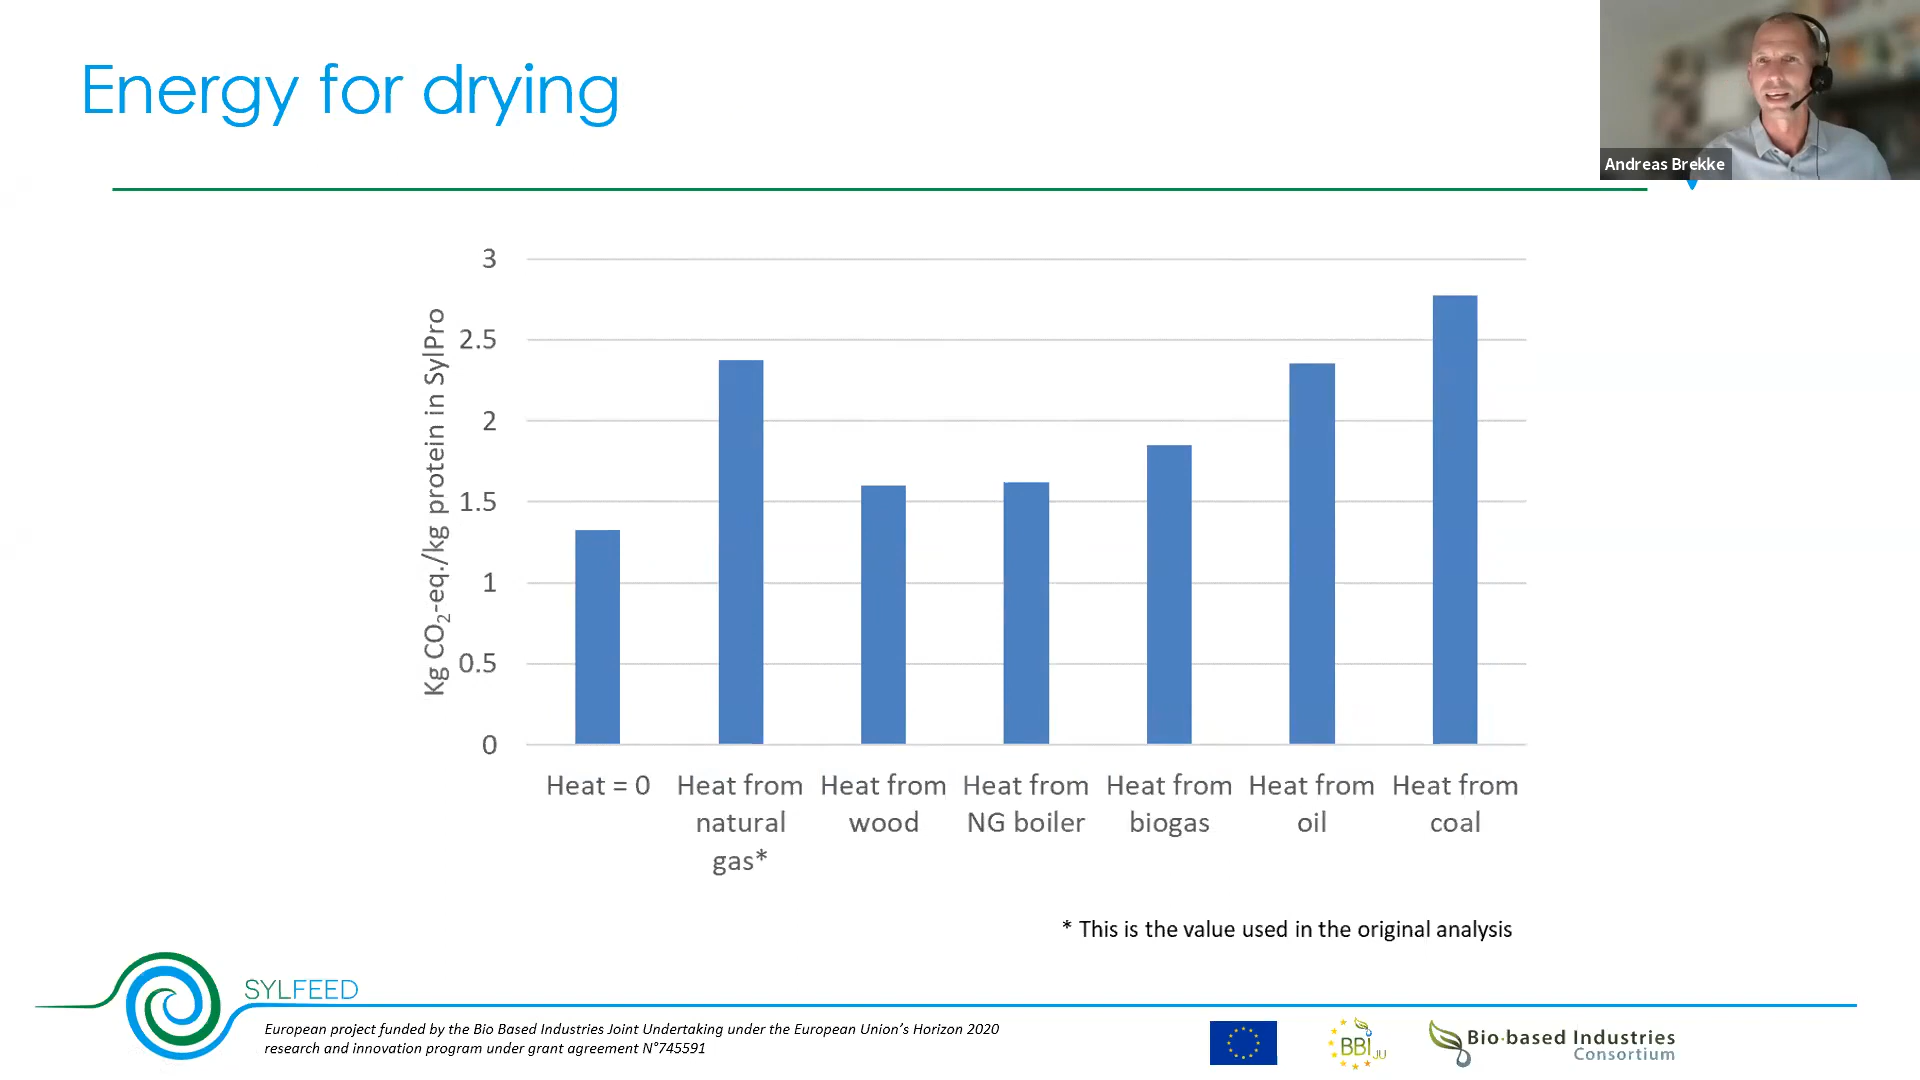 Energy for drying
Andreas Brekke
Kg CO₂-eq./kg protein in SylPro
3
2.5
2
1.5
1
0.5
0
Heat = 0
Heat from
natural
gas*
Heat from
wood
Heat from
NG boiler
Heat from
biogas
Heat from
oil
Heat from
coal
* This is the value used in the original analysis
SYLFEED
European project funded by the Bio Based Industries Joint Undertaking under the European Union’s Horizon 2020
research and innovation program under grant agreement N°745591
BBI JU
Bio-based Industries
Consortium